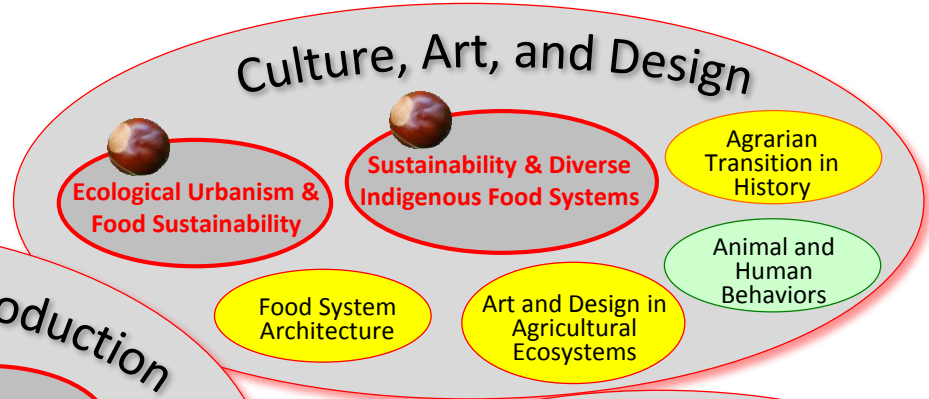 Culture, Art, and Design
Ecological Urbanism &
Food Sustainability
Sustainability & Diverse
Indigenous Food Systems
Agrarian
Transition in
History
Animal and
Human
Behaviors
Food System
Architecture
Art and Design in
Agricultural
Ecosystems
oduction